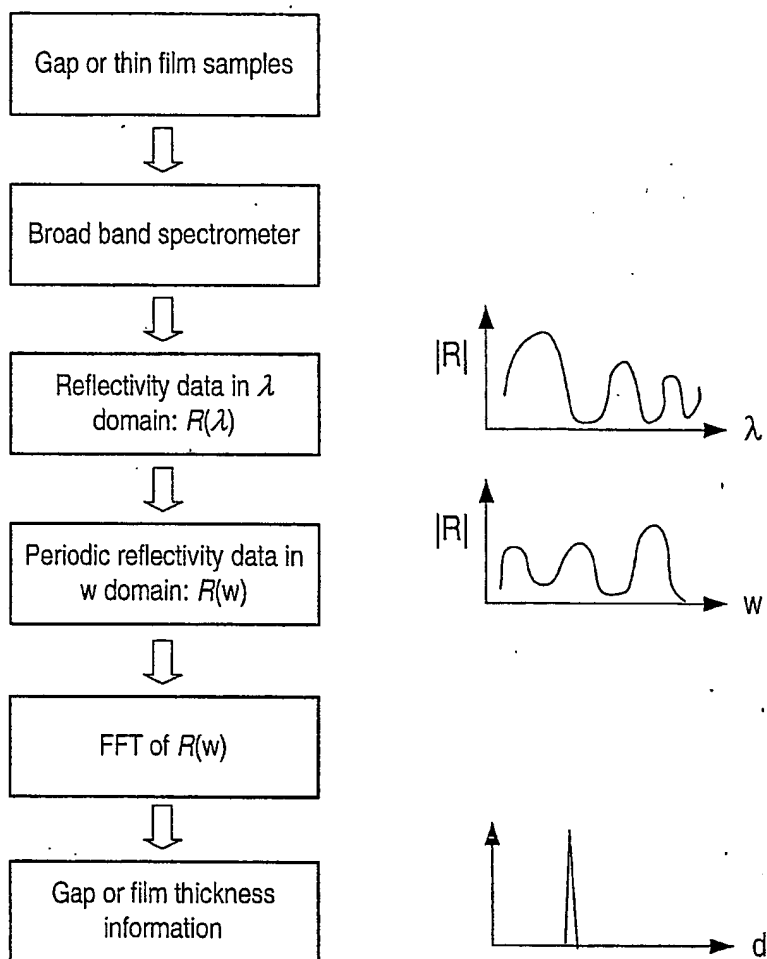 Gap or thin film samples
Broad band spectrometer
Reflectivity data in λ
domain: R(λ)
|R|
λ
Periodic reflectivity data in
w domain: R(w)
|R|
w
FFT of R(w)
Gap or film thickness
information
d